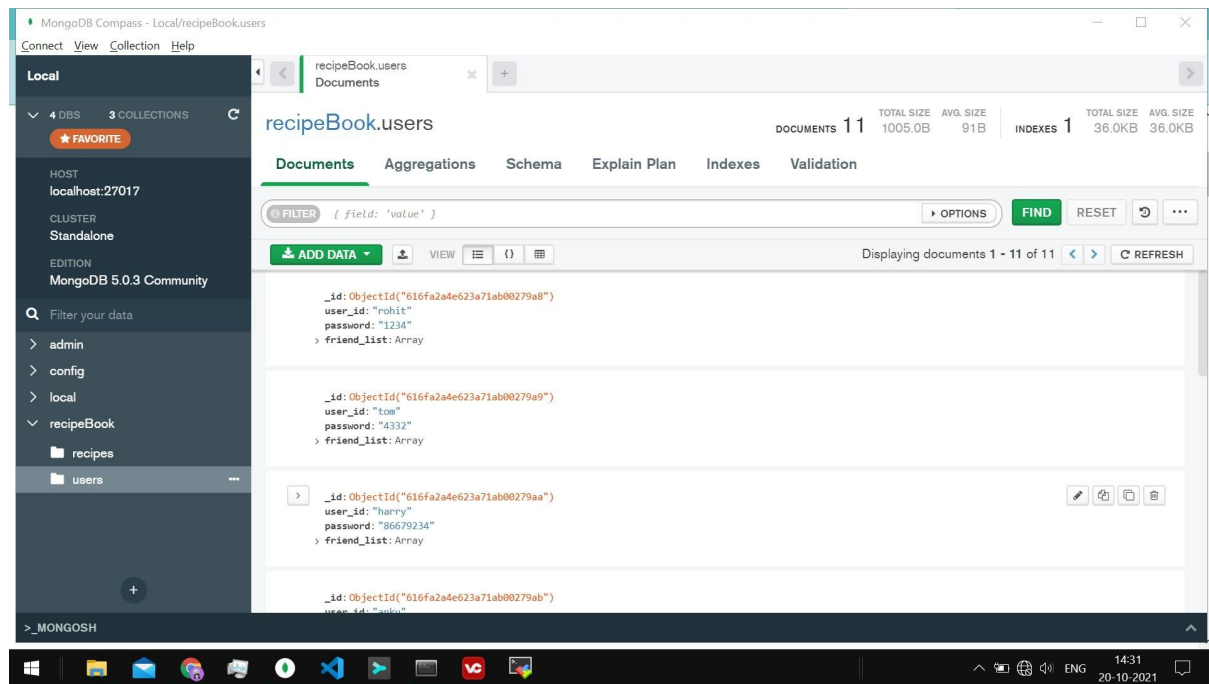 MongoDB Compass - Local/recipeBook.users
Connect View Collection Help
Local
recipeBook.users
Documents
4 DBS 3 COLLECTIONS
FAVORITE
HOST
localhost:27017
CLUSTER
Standalone
EDITION
MongoDB 5.0.3 Community
Filter your data
admin
config
local
recipeBook
recipes
users
recipeBook.users
DOCUMENTS 11 TOTAL SIZE 1005.0B AVG. SIZE 91B INDEXES 1 TOTAL SIZE 36.0KB AVG. SIZE 36.0KB
Documents Aggregations Schema Explain Plan Indexes Validation
FILTER { field: 'value' } OPTIONS FIND RESET
ADD DATA VIEW Displaying documents 1 - 11 of 11 REFRESH
_id: ObjectId("616fa2a4e623a71ab00279a8")
user_id: "rohit"
password: "1234"
friend_list: Array
_id: ObjectId("616fa2a4e623a71ab00279a9")
user_id: "tom"
password: "4332"
friend_list: Array
_id: ObjectId("616fa2a4e623a71ab00279aa")
user_id: "harry"
password: "86679234"
friend_list: Array
_id: ObjectId("616fa2a4e623a71ab00279ab")
user_id: "anku"
>_MONGOSH
ENG 14:31
20-10-2021